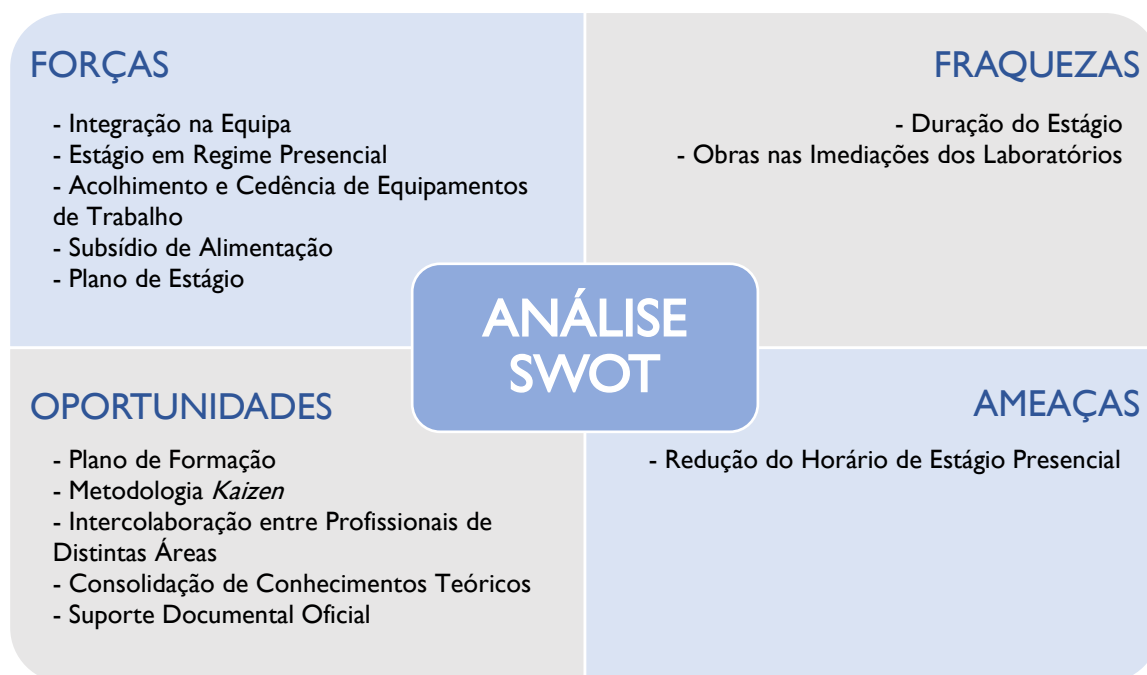 FORÇAS
- Integração na Equipa
- Estágio em Regime Presencial
- Acolhimento e Cedência de Equipamentos
de Trabalho
- Subsídio de Alimentação
- Plano de Estágio
FRAQUEZAS
- Duração do Estágio
- Obras nas Imediações dos Laboratórios
ANÁLISE
SWOT
OPORTUNIDADES
- Plano de Formação
- Metodologia Kaizen
- Intercolaboração entre Profissionais de
Distintas Áreas
- Consolidação de Conhecimentos Teóricos
- Suporte Documental Oficial
AMEAÇAS
- Redução do Horário de Estágio Presencial